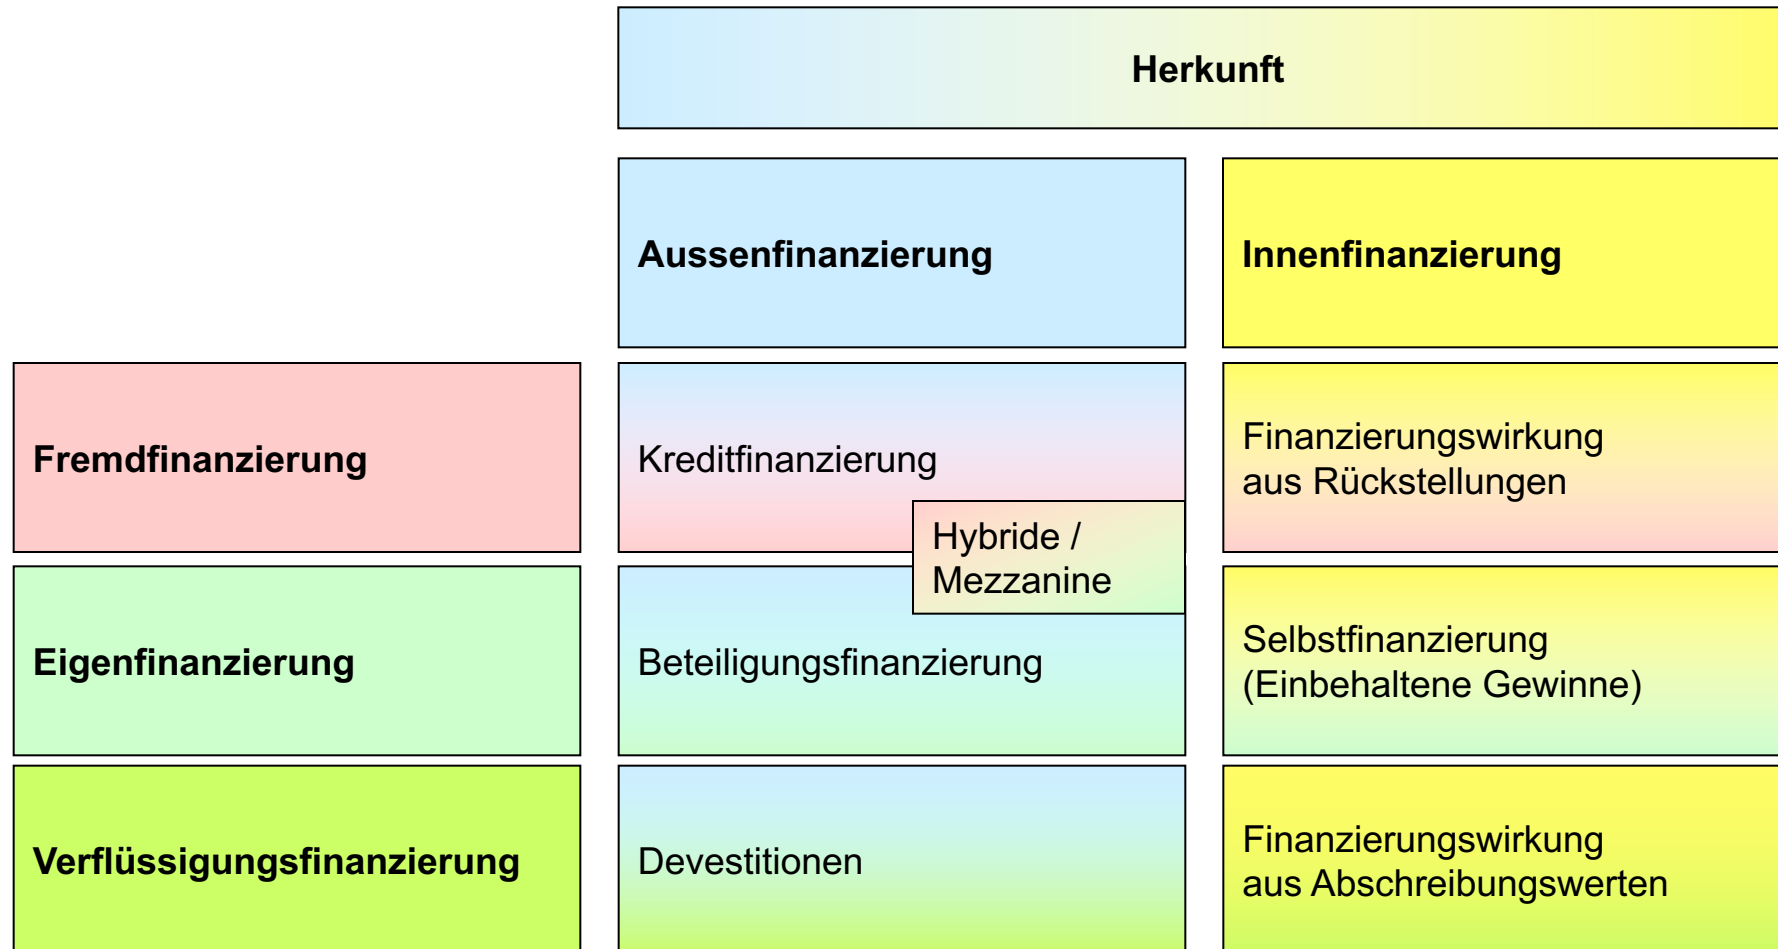 Herkunft
Aussenfinanzierung
Innenfinanzierung
Fremdfinanzierung
Kreditfinanzierung
Finanzierungswirkung
aus Rückstellungen
Hybride /
Mezzanine
Eigenfinanzierung
Beteiligungsfinanzierung
Selbstfinanzierung
(Einbehaltene Gewinne)
Verflüssigungsfinanzierung
Devestitionen
Finanzierungswirkung
aus Abschreibungswerten